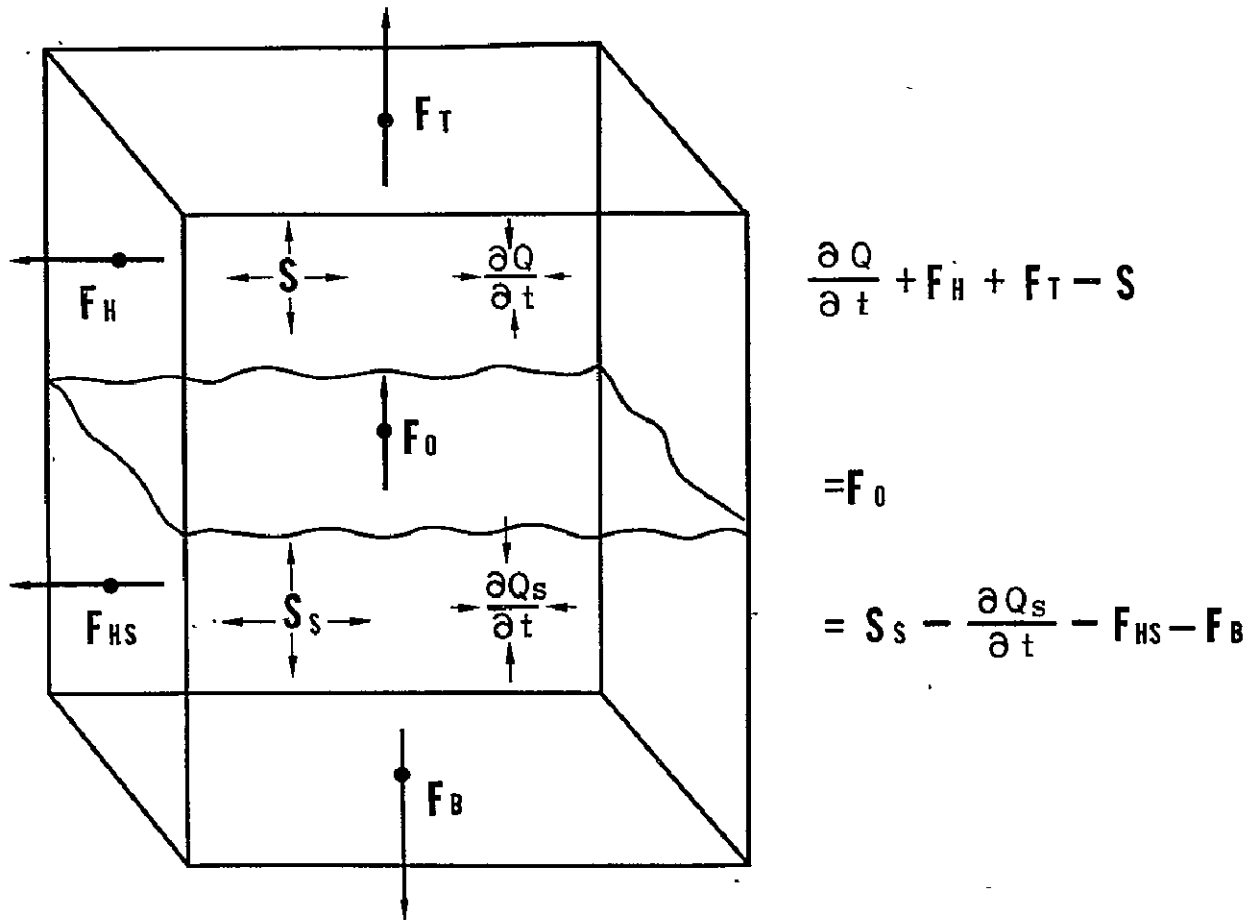 F_T
F_H
S
∂Q/∂t
∂Q/∂t + F_H + F_T − S
F_0
=F_0
F_HS
S_S
∂Q_s/∂t
= S_S − ∂Q_s/∂t − F_HS − F_B
F_B